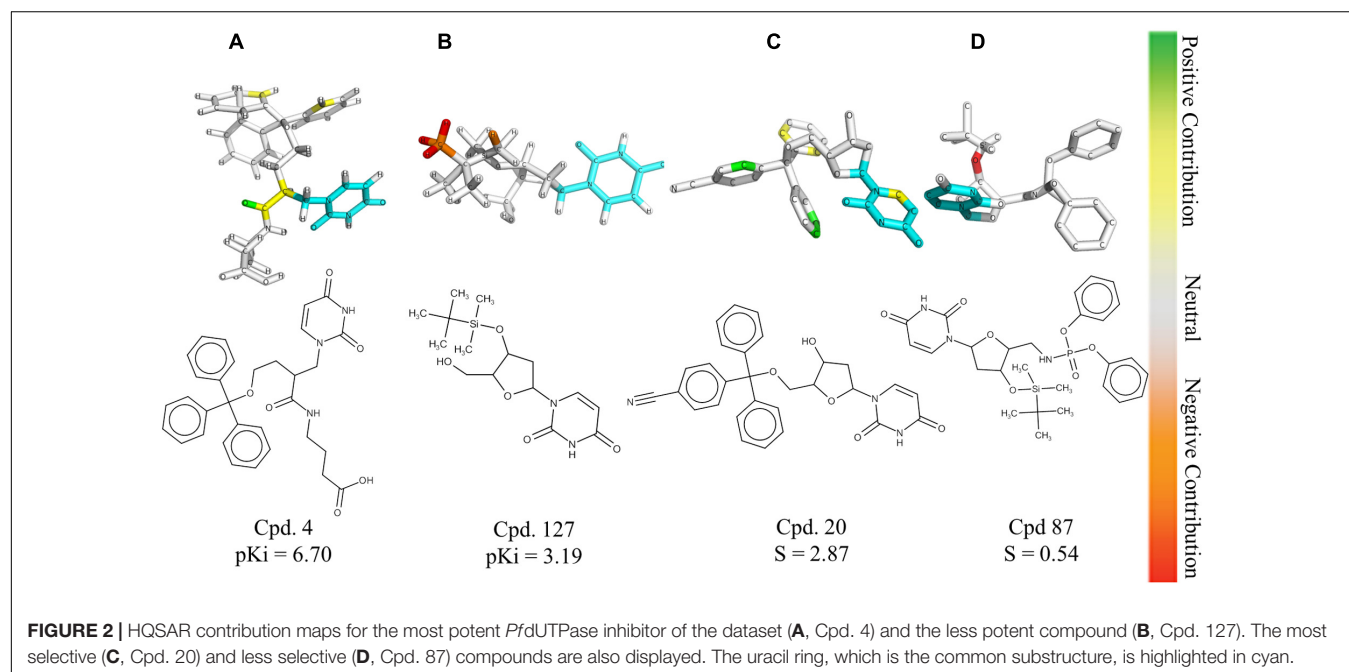 A
B
C
D
Positive Contribution
Neutral
Negative Contribution
O
NH
N
O
O
O
NH
O
OH
CH₃
H₃C
CH₃
H₃C
Si
CH₃
O
HO
O
N
O
NH
O
HO
O
N
O
O
N
NH
O
NH
O
O
N
O
O
HN
P
O
O
O
Si
CH₃
H₃C
CH₃
H₃C
CH₃
Cpd. 4
pKi = 6.70
Cpd. 127
pKi = 3.19
Cpd. 20
S = 2.87
Cpd 87
S = 0.54
FIGURE 2 | HQSAR contribution maps for the most potent PfdUTPase inhibitor of the dataset (A, Cpd. 4) and the less potent compound (B, Cpd. 127). The most
selective (C, Cpd. 20) and less selective (D, Cpd. 87) compounds are also displayed. The uracil ring, which is the common substructure, is highlighted in cyan.